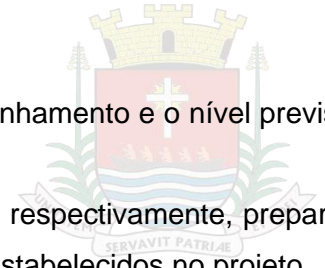 nhamento e o nível previs
respectivamente, prepar
SERVAVIT PATRIAE
stabelecidos no projeto